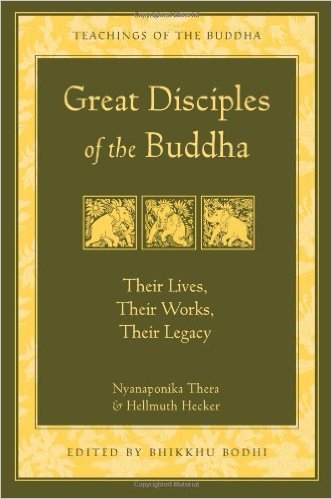 TEACHINGS OF THE BUDDHA
Great Disciples
of the Buddha
Their Lives,
Their Works,
Their Legacy
Nyanaponika Thera
& Hellmuth Hecker
EDITED BY BHIKKHU BODHI